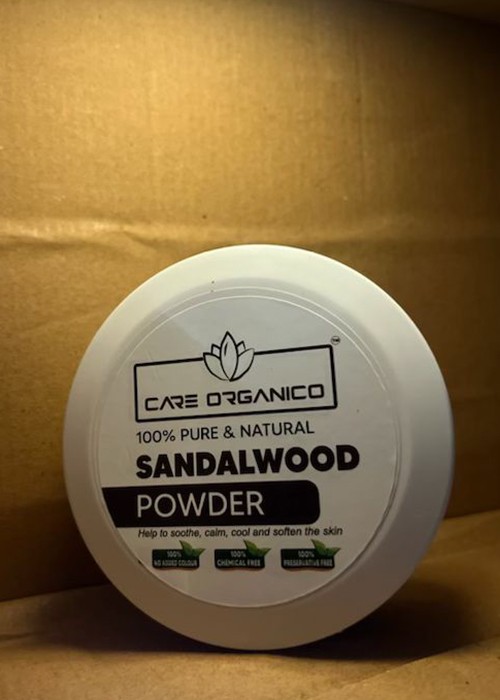 CARE ORGANICO
100% PURE & NATURAL
SANDALWOOD
POWDER
Help to soothe, calm, cool and soften the skin
100% NO ADDED COLOUR
100% CHEMICAL FREE
100% PRESERVATIVE FREE